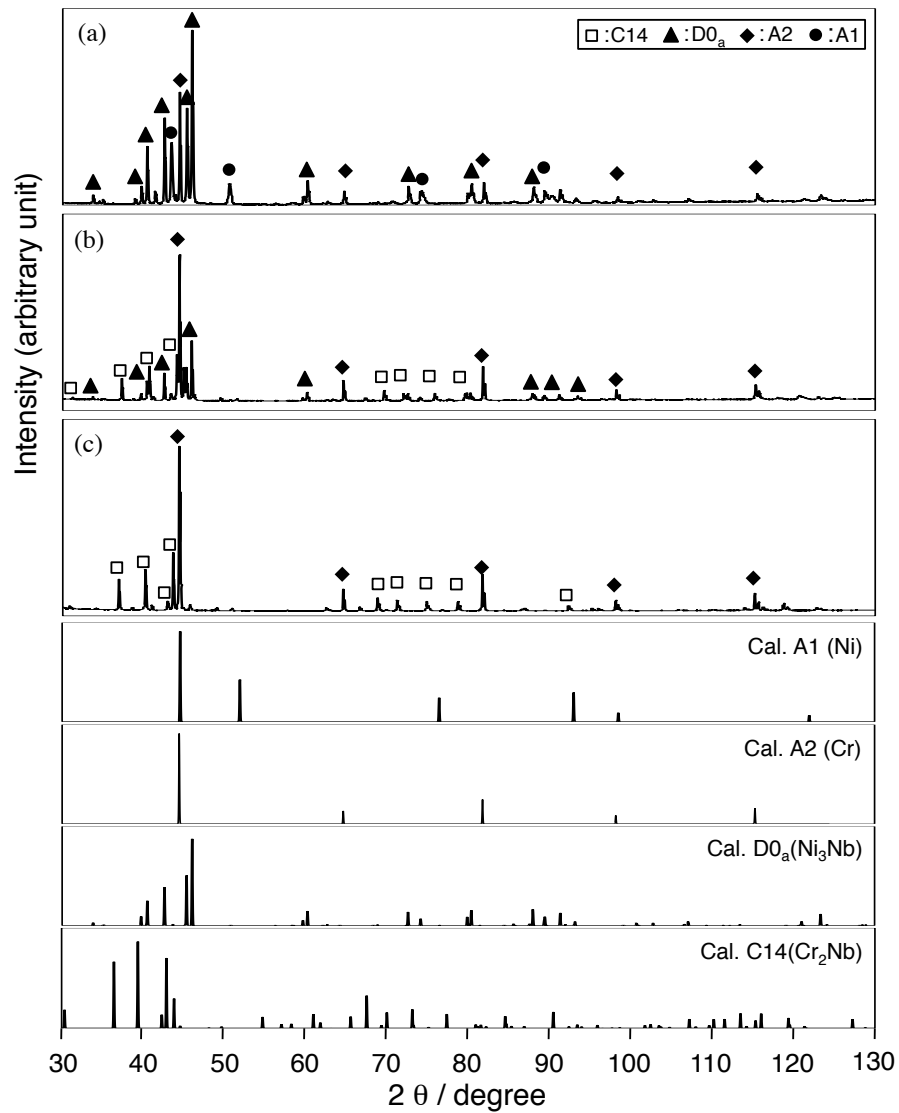 (a)
□ :C14 ▲ :D0ₐ ◆ :A2 ● :A1
(b)
(c)
Cal. A1 (Ni)
Cal. A2 (Cr)
Cal. D0ₐ(Ni₃Nb)
Cal. C14(Cr₂Nb)
Intensity (arbitrary unit)
30 40 50 60 70 80 90 100 110 120 130
2 θ / degree